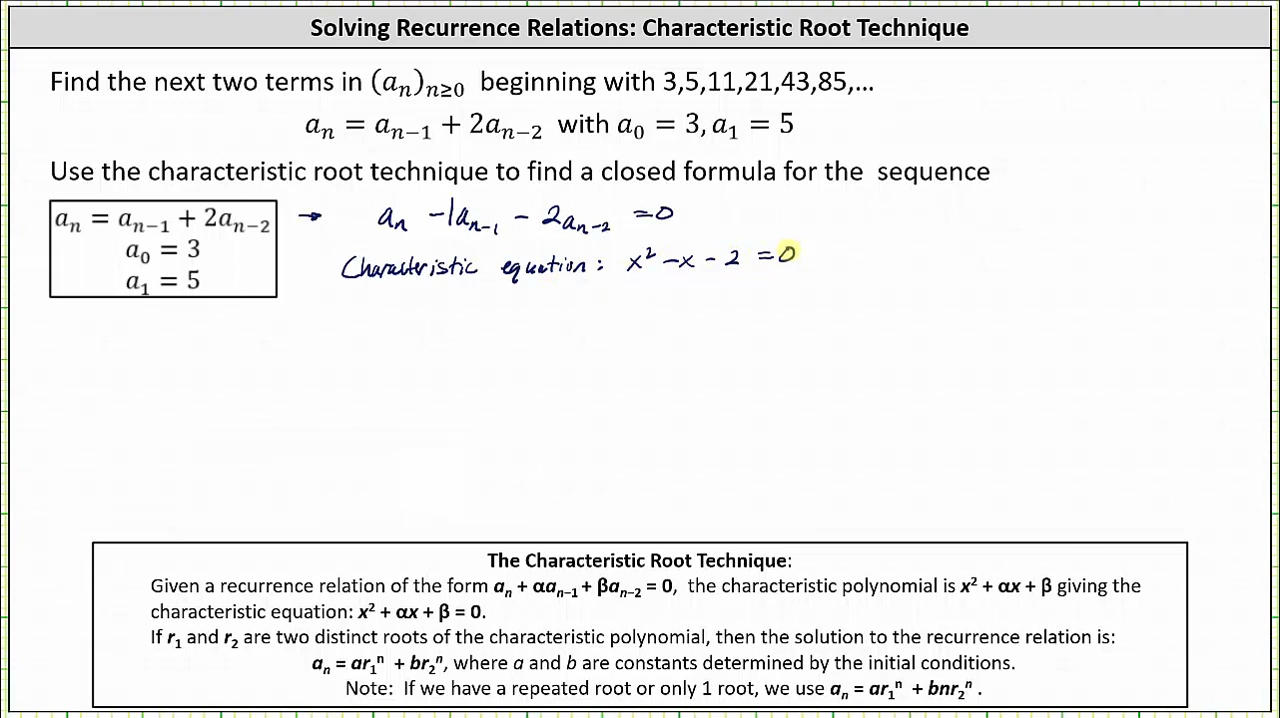 Solving Recurrence Relations: Characteristic Root Technique
Find the next two terms in (aₙ)ₙ≥₀ beginning with 3,5,11,21,43,85,…
aₙ = aₙ₋₁ + 2aₙ₋₂ with a₀ = 3, a₁ = 5
Use the characteristic root technique to find a closed formula for the sequence
aₙ = aₙ₋₁ + 2aₙ₋₂ → aₙ -1aₙ₋₁ - 2aₙ₋₂ = 0
a₀ = 3
Characteristic equation: x² - x - 2 = 0
a₁ = 5
The Characteristic Root Technique:
Given a recurrence relation of the form aₙ + αaₙ₋₁ + βaₙ₋₂ = 0, the characteristic polynomial is x² + αx + β giving the
characteristic equation: x² + αx + β = 0.
If r₁ and r₂ are two distinct roots of the characteristic polynomial, then the solution to the recurrence relation is:
aₙ = ar₁ⁿ + br₂ⁿ, where a and b are constants determined by the initial conditions.
Note: If we have a repeated root or only 1 root, we use aₙ = ar₁ⁿ + bnr₂ⁿ .